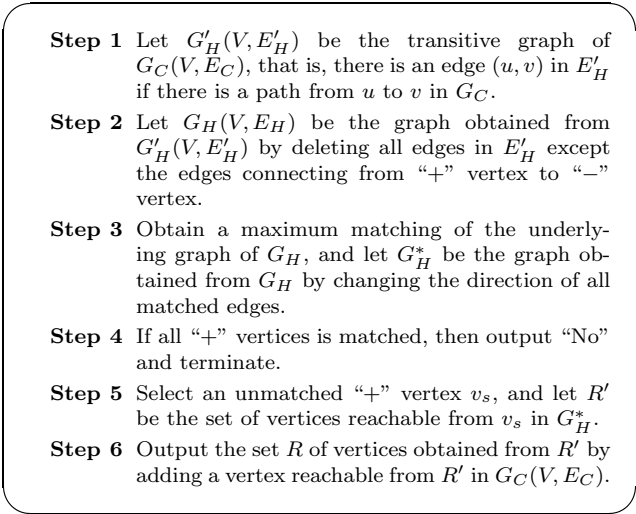 Step 1 Let G′_H(V, E′_H) be the transitive graph of
G_C(V, E_C), that is, there is an edge (u, v) in E′_H
if there is a path from u to v in G_C.
Step 2 Let G_H(V, E_H) be the graph obtained from
G′_H(V, E′_H) by deleting all edges in E′_H except
the edges connecting from “+” vertex to “−”
vertex.
Step 3 Obtain a maximum matching of the underly-
ing graph of G_H, and let G*_H be the graph ob-
tained from G_H by changing the direction of all
matched edges.
Step 4 If all “+” vertices is matched, then output “No”
and terminate.
Step 5 Select an unmatched “+” vertex v_s, and let R′
be the set of vertices reachable from v_s in G*_H.
Step 6 Output the set R of vertices obtained from R′ by
adding a vertex reachable from R′ in G_C(V, E_C).